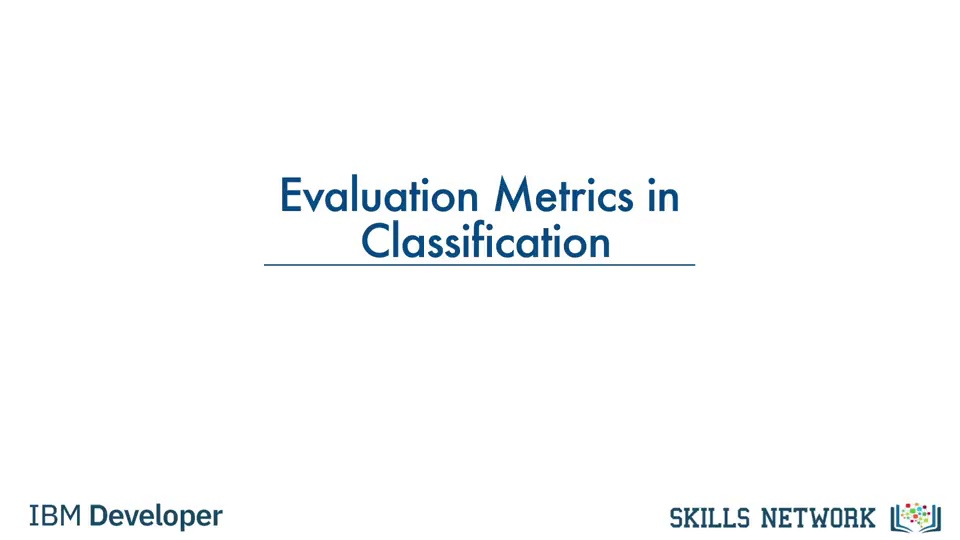 Evaluation Metrics in
Classification
IBM Developer
SKILLS NETWORK